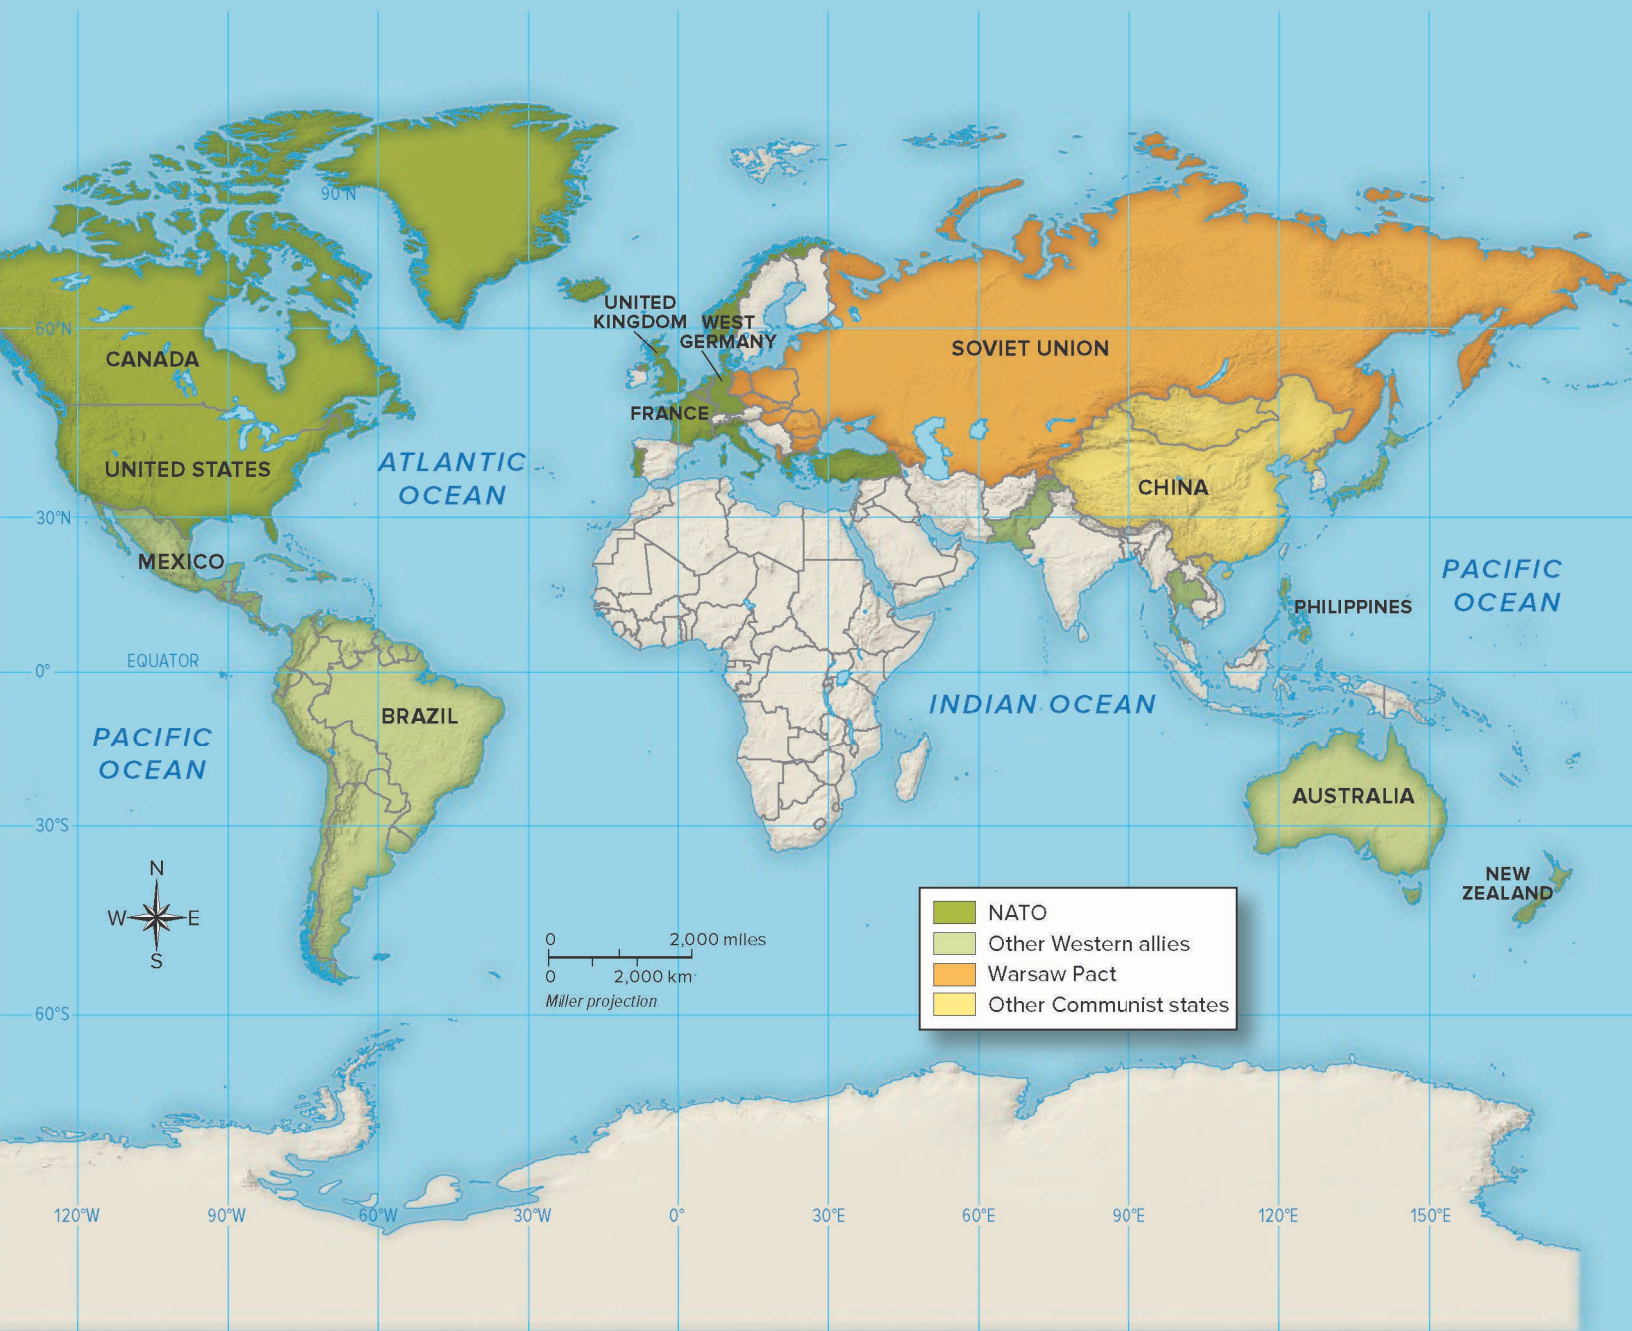 90°N
UNITED
KINGDOM
WEST
GERMANY
60°N
SOVIET UNION
CANADA
FRANCE
UNITED STATES
ATLANTIC
OCEAN
CHINA
30°N
MEXICO
PACIFIC
OCEAN
PHILIPPINES
EQUATOR
0°
INDIAN OCEAN
BRAZIL
PACIFIC
OCEAN
AUSTRALIA
30°S
N
W
E
S
NEW
ZEALAND
0
2,000 miles
0
2,000 km
Miller projection
NATO
Other Western allies
Warsaw Pact
Other Communist states
60°S
120°W
90°W
60°W
30°W
0°
30°E
60°E
90°E
120°E
150°E